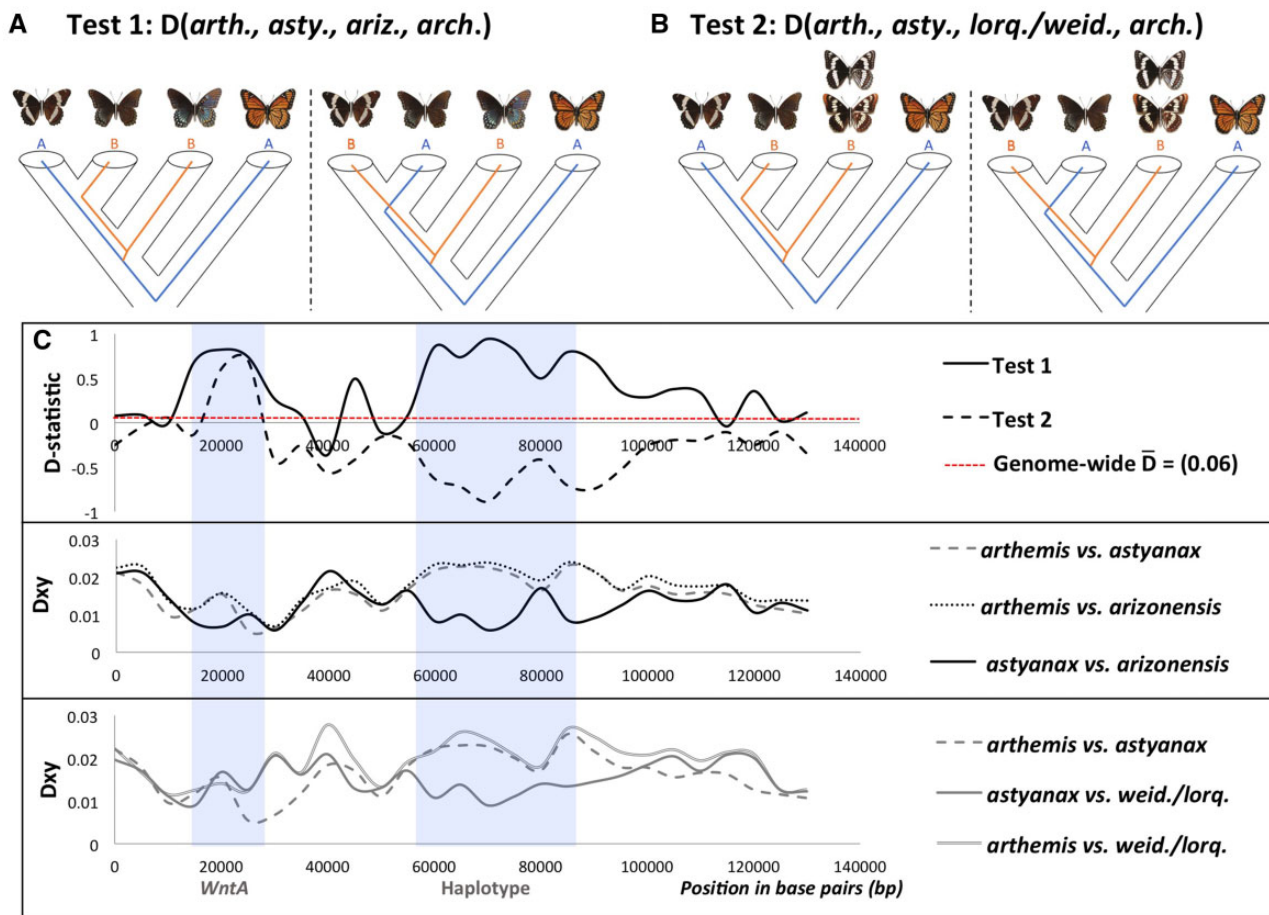 A Test 1: D(arth., asty., ariz., arch.)
B Test 2: D(arth., asty., lorq./weid., arch.)
A B B A
B A B A
A B B A
B A B A
C
D-statistic
1
0.5
0
-0.5
-1
0 20000 40000 60000 80000 100000 120000 140000
Test 1
Test 2
Genome-wide D̅ = (0.06)
Dxy
0.03
0.02
0.01
0
0 20000 40000 60000 80000 100000 120000 140000
arthemis vs. astyanax
arthemis vs. arizonensis
astyanax vs. arizonensis
Dxy
0.03
0.02
0.01
0
0 20000 40000 60000 80000 100000 120000 140000
WntA Haplotype Position in base pairs (bp)
arthemis vs. astyanax
astyanax vs. weid./lorq.
arthemis vs. weid./lorq.